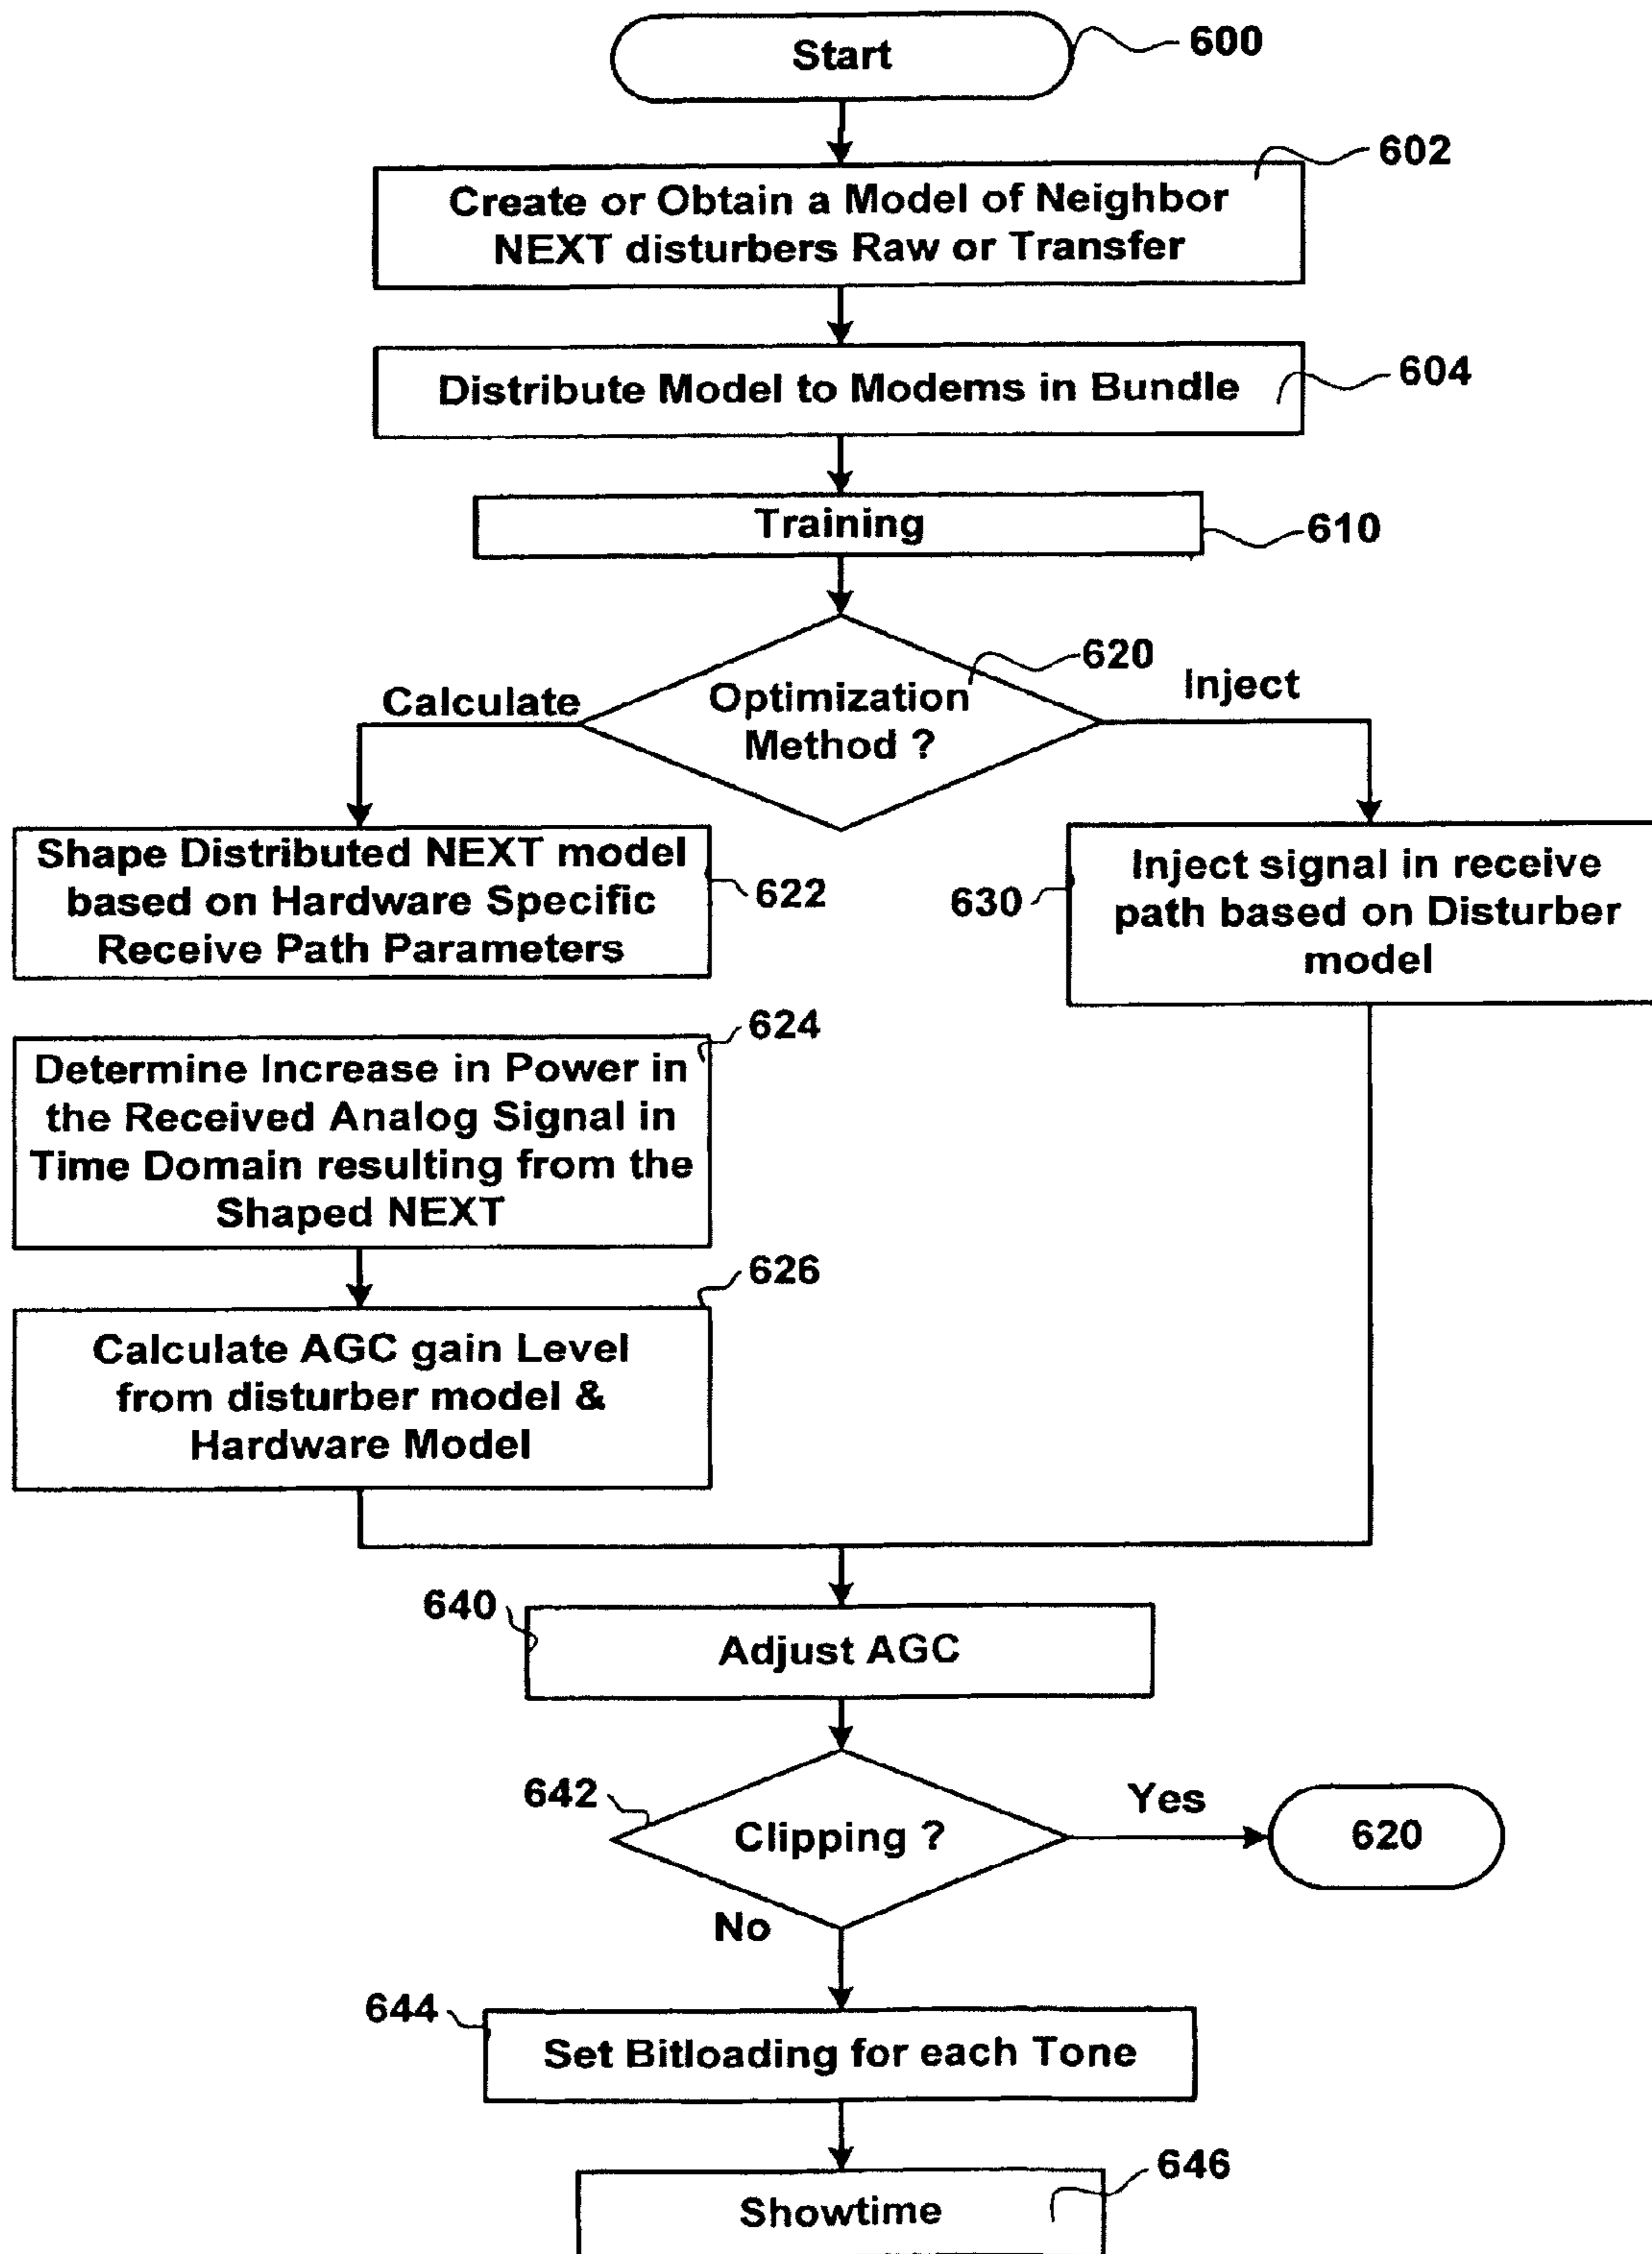 Start
600
602
Create or Obtain a Model of Neighbor
NEXT disturbers Raw or Transfer
Distribute Model to Modems in Bundle
604
Training
610
620
Calculate
Optimization
Method ?
Inject
Shape Distributed NEXT model
based on Hardware Specific
Receive Path Parameters
622
630
Inject signal in receive
path based on Disturber
model
624
Determine Increase in Power in
the Received Analog Signal in
Time Domain resulting from the
Shaped NEXT
626
Calculate AGC gain Level
from disturber model &
Hardware Model
640
Adjust AGC
642
Clipping ?
Yes
620
No
644
Set Bitloading for each Tone
646
Showtime